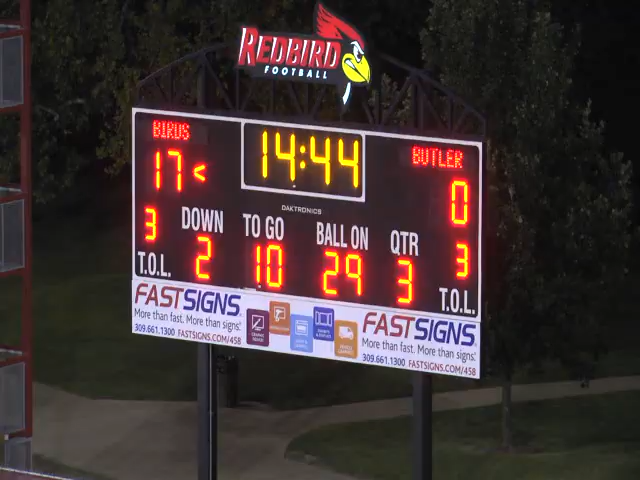 REDBIRD
FOOTBALL
BIRDS
14:44
BUTLER
17 <
0
DAKTRONICS
3 DOWN TO GO BALL ON QTR 3
T.O.L. 2 10 29 3 T.O.L.
FASTSIGNS
More than fast. More than signs.
309.661.1300 FASTSIGNS.COM/458
FASTSIGNS
More than fast. More than signs.
309.661.1300 FASTSIGNS.COM/458